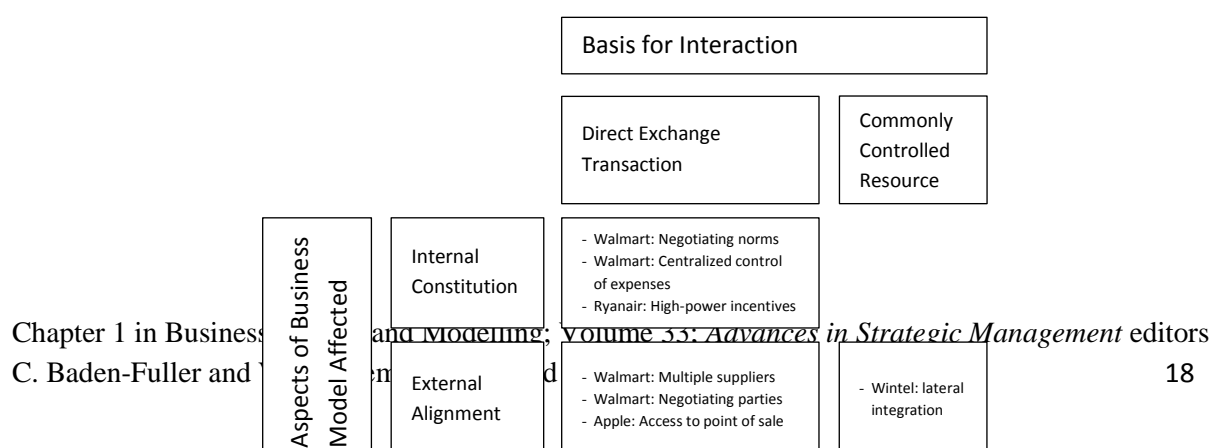 Basis for Interaction
Direct Exchange
Transaction
Commonly
Controlled
Resource
Aspects of Business
Model Affected
Internal
Constitution
- Walmart: Negotiating norms
- Walmart: Centralized control
of expenses
- Ryanair: High-power incentives
External
Alignment
- Walmart: Multiple suppliers
- Walmart: Negotiating parties
- Apple: Access to point of sale
- Wintel: lateral
integration
Chapter 1 in Business and Modelling; Volume 33; Advances in Strategic Management editors
C. Baden-Fuller and
18